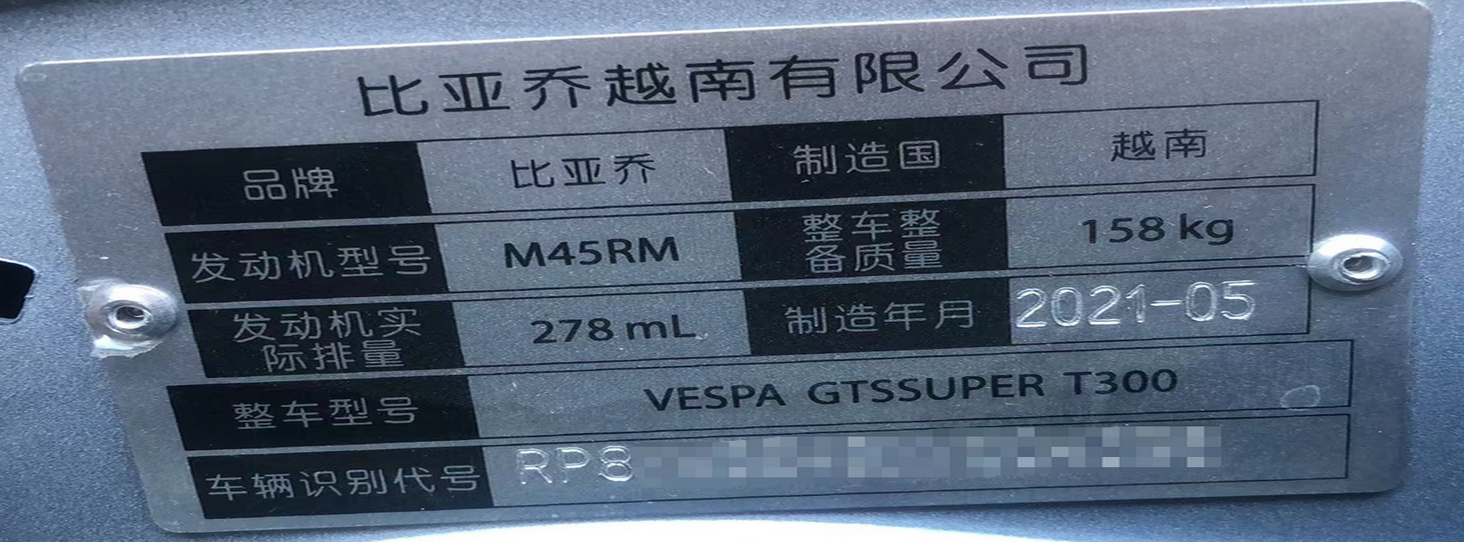 比亚乔越南有限公司
品牌 比亚乔 制造国 越南
发动机型号 M45RM 整车整备质量 158 kg
发动机实际排量 278 mL 制造年月 2021-05
整车型号 VESPA GTSSUPER T300
车辆识别代号 RP8